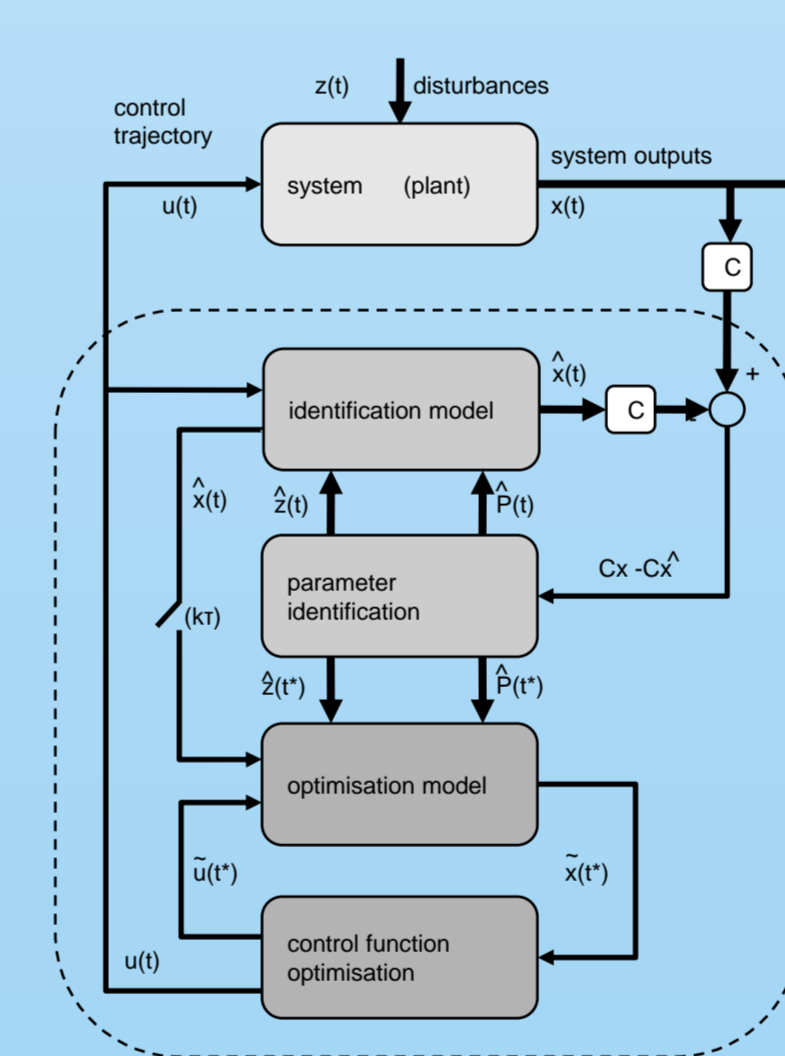 z(t) disturbances
control
trajectory
system outputs
system (plant)
u(t)
x(t)
C
x̂(t)
+
identification model
C
-
x̂(t)
ẑ(t)
P̂(t)
Cx -Cx^
parameter
identification
(kτ)
ẑ(t*)
P̂(t*)
optimisation model
ũ(t*)
x̃(t*)
control function
optimisation
u(t)